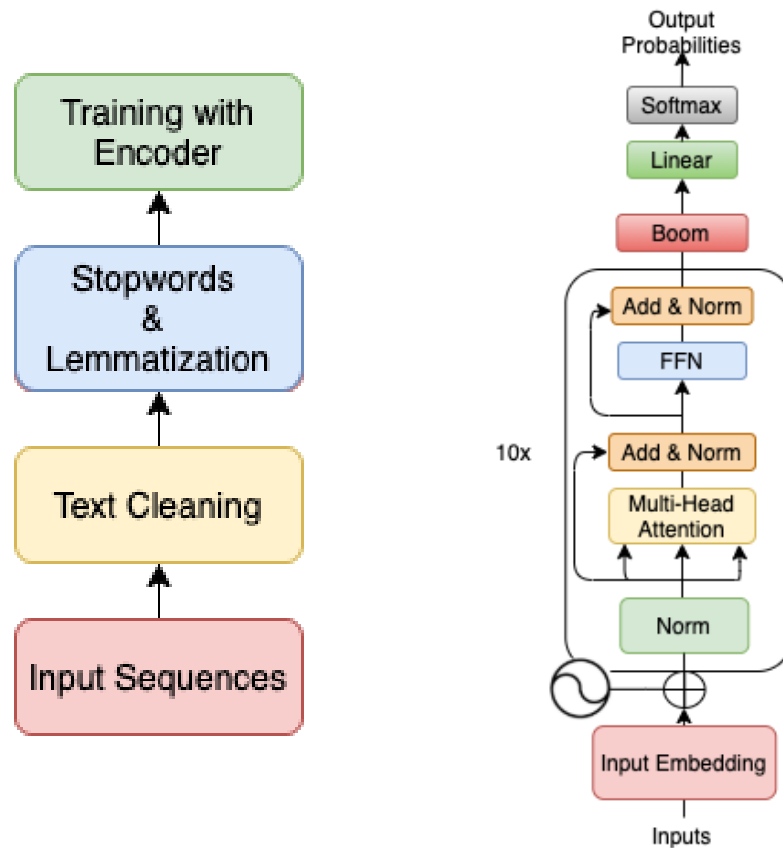 Training with
Encoder
Stopwords
&
Lemmatization
Text Cleaning
Input Sequences
Output
Probabilities
Softmax
Linear
Boom
Add & Norm
FFN
10x
Add & Norm
Multi-Head
Attention
Norm
Input Embedding
Inputs